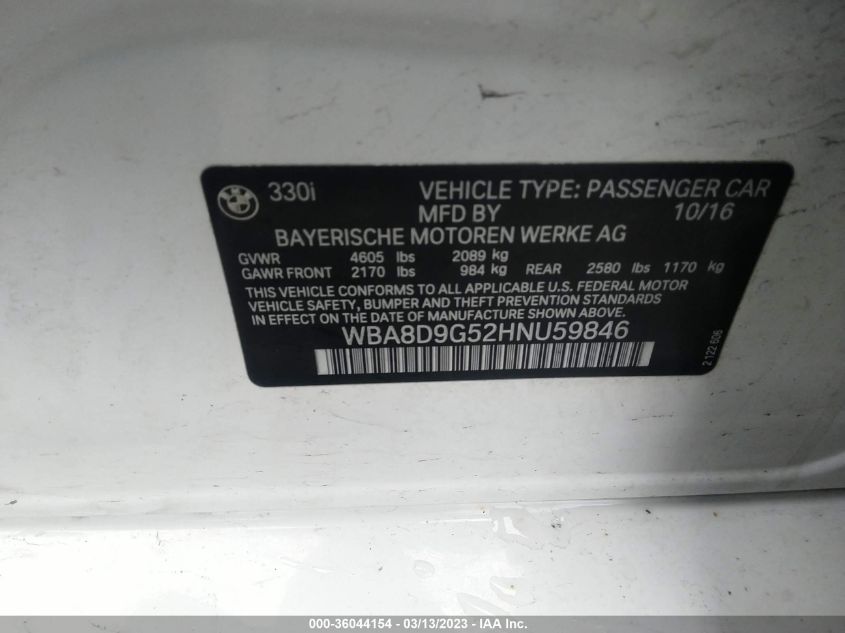 330i VEHICLE TYPE: PASSENGER CAR
MFD BY 10/16
BAYERISCHE MOTOREN WERKE AG
GVWR 4605 lbs 2089 kg
GAWR FRONT 2170 lbs 984 kg REAR 2580 lbs 1170 kg
THIS VEHICLE CONFORMS TO ALL APPLICABLE U.S. FEDERAL MOTOR
VEHICLE SAFETY, BUMPER AND THEFT PREVENTION STANDARDS
IN EFFECT ON THE DATE OF MANUFACTURE SHOWN ABOVE.
WBA8D9G52HNU59846
2 122 606
000-36044154 - 03/13/2023 - IAA, Inc.